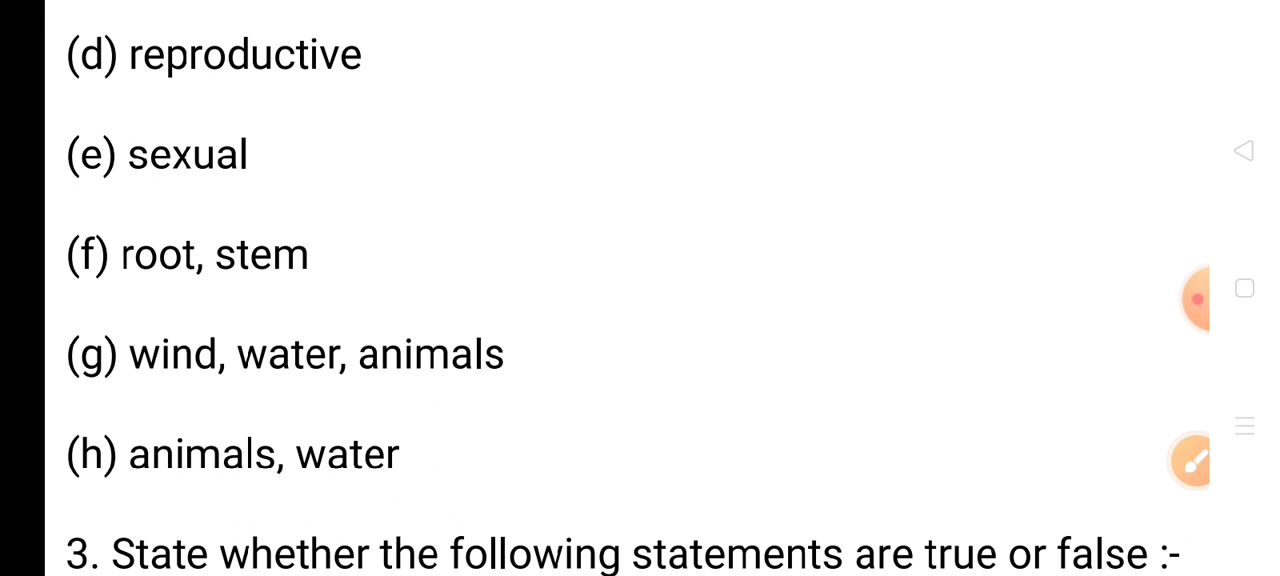 (d) reproductive
(e) sexual
(f) root, stem
(g) wind, water, animals
(h) animals, water
3. State whether the following statements are true or false :-